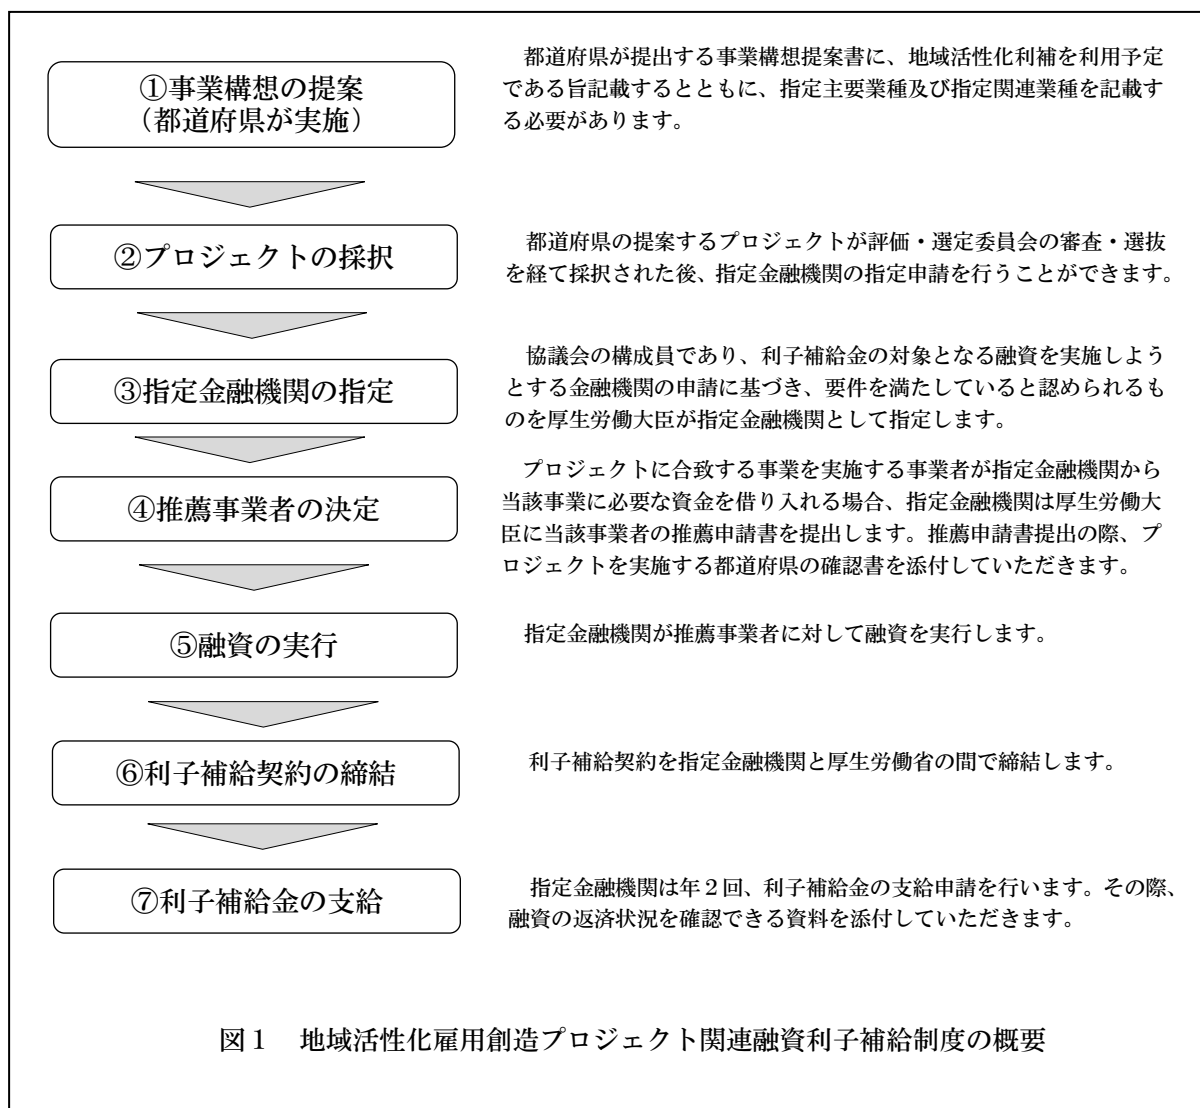 ①事業構想の提案
（都道府県が実施）
都道府県が提出する事業構想提案書に、地域活性化利補を利用予定
である旨記載するとともに、指定主要業種及び指定関連業種を記載す
る必要があります。
②プロジェクトの採択
都道府県の提案するプロジェクトが評価・選定委員会の審査・選抜
を経て採択された後、指定金融機関の指定申請を行うことができます。
③指定金融機関の指定
協議会の構成員であり、利子補給金の対象となる融資を実施しよう
とする金融機関の申請に基づき、要件を満たしていると認められるも
のを厚生労働大臣が指定金融機関として指定します。
④推薦事業者の決定
プロジェクトに合致する事業を実施する事業者が指定金融機関から
当該事業に必要な資金を借り入れる場合、指定金融機関は厚生労働大
臣に当該事業者の推薦申請書を提出します。推薦申請書提出の際、プ
ロジェクトを実施する都道府県の確認書を添付していただきます。
⑤融資の実行
指定金融機関が推薦事業者に対して融資を実行します。
⑥利子補給契約の締結
利子補給契約を指定金融機関と厚生労働省の間で締結します。
⑦利子補給金の支給
指定金融機関は年２回、利子補給金の支給申請を行います。その際、
融資の返済状況を確認できる資料を添付していただきます。
図１　地域活性化雇用創造プロジェクト関連融資利子補給制度の概要